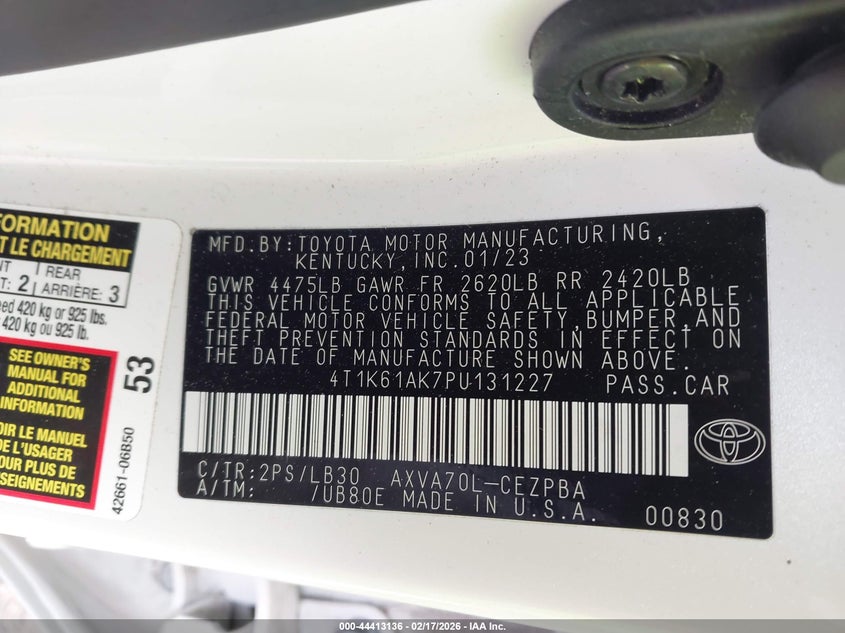 FORMATION
T LE CHARGEMENT
NT
T: 2
REAR
ARRIÈRE: 3
ed 420 kg or 925 lbs.
420 kg ou 925 lb.
SEE OWNER'S
MANUAL FOR
ADDITIONAL
INFORMATION
OIR LE MANUEL
DE L'USAGER
POUR PLUS DE
SEIGNEMENTS
53
42661-06B50
MFD.BY:TOYOTA MOTOR MANUFACTURING,
KENTUCKY,INC.01/23
GVWR 4475LB GAWR FR 2620LB RR 2420LB
THIS VEHICLE CONFORMS TO ALL APPLICABLE
FEDERAL MOTOR VEHICLE SAFETY,BUMPER,AND
THEFT PREVENTION STANDARDS IN EFFECT ON
THE DATE OF MANUFACTURE SHOWN ABOVE.
4T1K61AK7PU131227 PASS.CAR
C/TR:2PS/LB30 AXVA70L-CEZPBA
A/TM: /UB80E MADE IN U.S.A. 00830
000-44413136 - 02/17/2026 - IAA Inc.